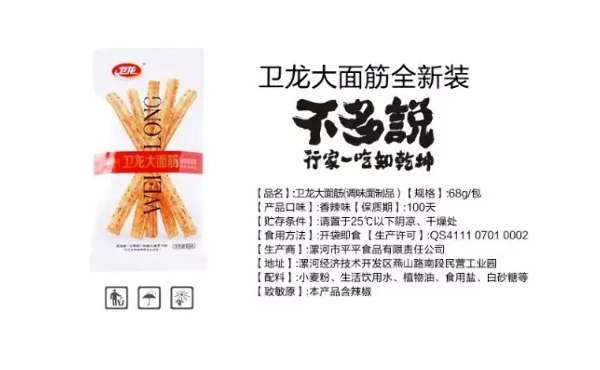 卫龙
WEI LONG
卫龙大面筋
卫龙大面筋全新装
不多説
行家一吃知乾坤
【品名】:卫龙大面筋(调味面制品)【规格】:68g/包
【产品口味】:香辣味【保质期】:100天
【贮存条件】:请置于25℃以下阴凉、干燥处
【食用方法】:开袋即食【生产许可】:QS4111 0701 0002
【生产商】:漯河市平平食品有限责任公司
【地址】:漯河经济技术开发区燕山路南段民营工业园
【配料】:小麦粉、生活饮用水、植物油、食用盐、白砂糖等
【致敏原】:本产品含辣椒